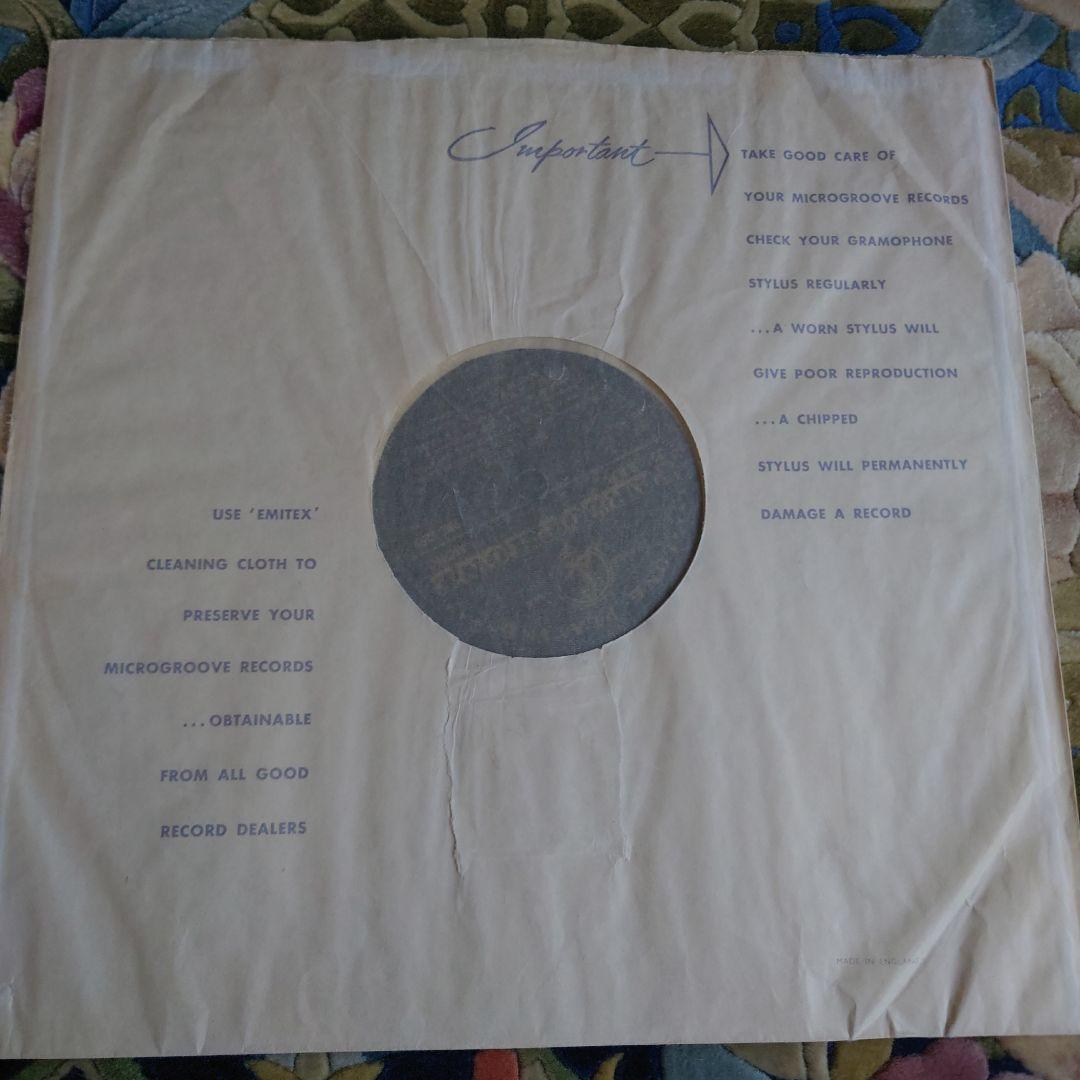 Important
TAKE GOOD CARE OF
YOUR MICROGROOVE RECORDS
CHECK YOUR GRAMOPHONE
STYLUS REGULARLY
...A WORN STYLUS WILL
GIVE POOR REPRODUCTION
...A CHIPPED
STYLUS WILL PERMANENTLY
DAMAGE A RECORD
USE ‘EMITEX’
CLEANING CLOTH TO
PRESERVE YOUR
MICROGROOVE RECORDS
...OBTAINABLE
FROM ALL GOOD
RECORD DEALERS
MADE IN ENGLAND